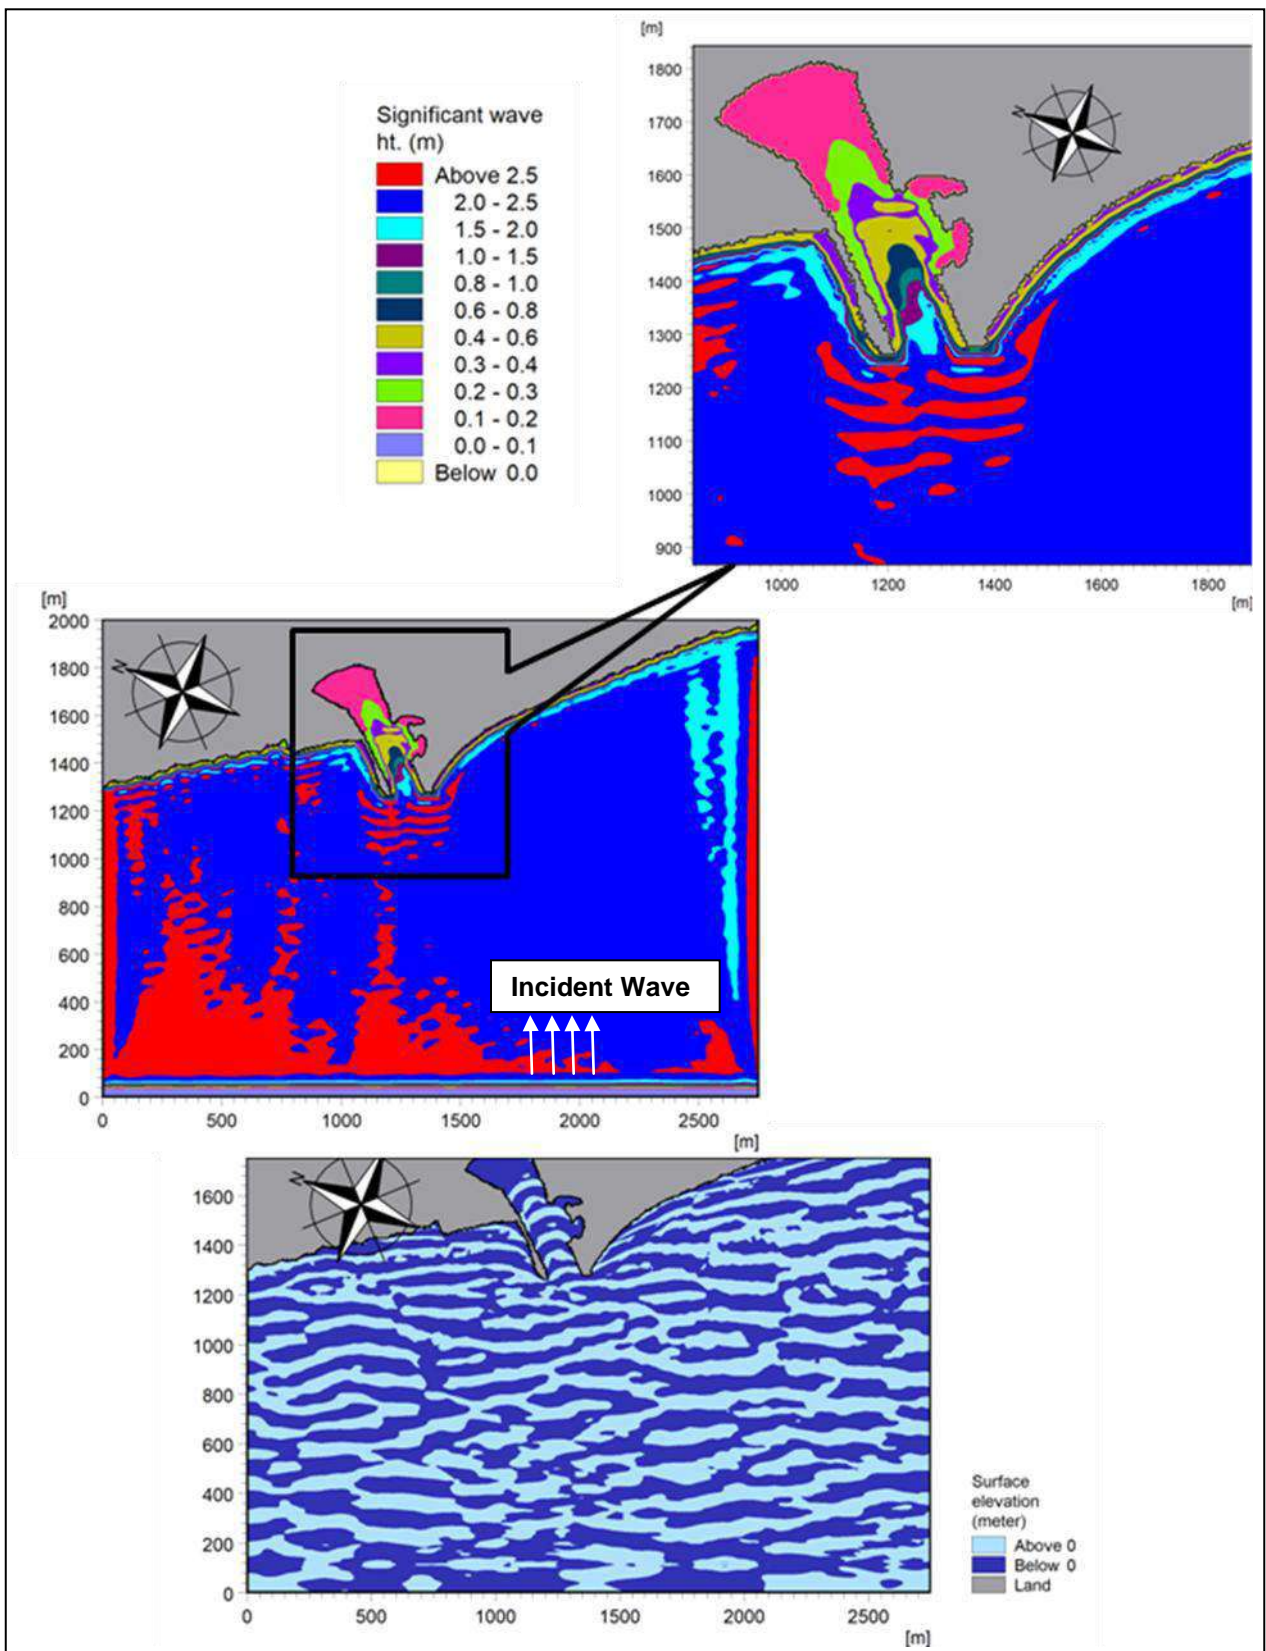 [m]
Significant wave
ht. (m)
Above 2.5
2.0 - 2.5
1.5 - 2.0
1.0 - 1.5
0.8 - 1.0
0.6 - 0.8
0.4 - 0.6
0.3 - 0.4
0.2 - 0.3
0.1 - 0.2
0.0 - 0.1
Below 0.0
1800
1700
1600
1500
1400
1300
1200
1100
1000
900
N
1000 1200 1400 1600 1800
[m]
[m]
2000
1800
1600
1400
1200
1000
800
600
400
200
0
N
Incident Wave
0 500 1000 1500 2000 2500
[m]
1600
1400
1200
1000
800
600
400
200
0
N
0 500 1000 1500 2000 2500
[m]
Surface
elevation
(meter)
Above 0
Below 0
Land